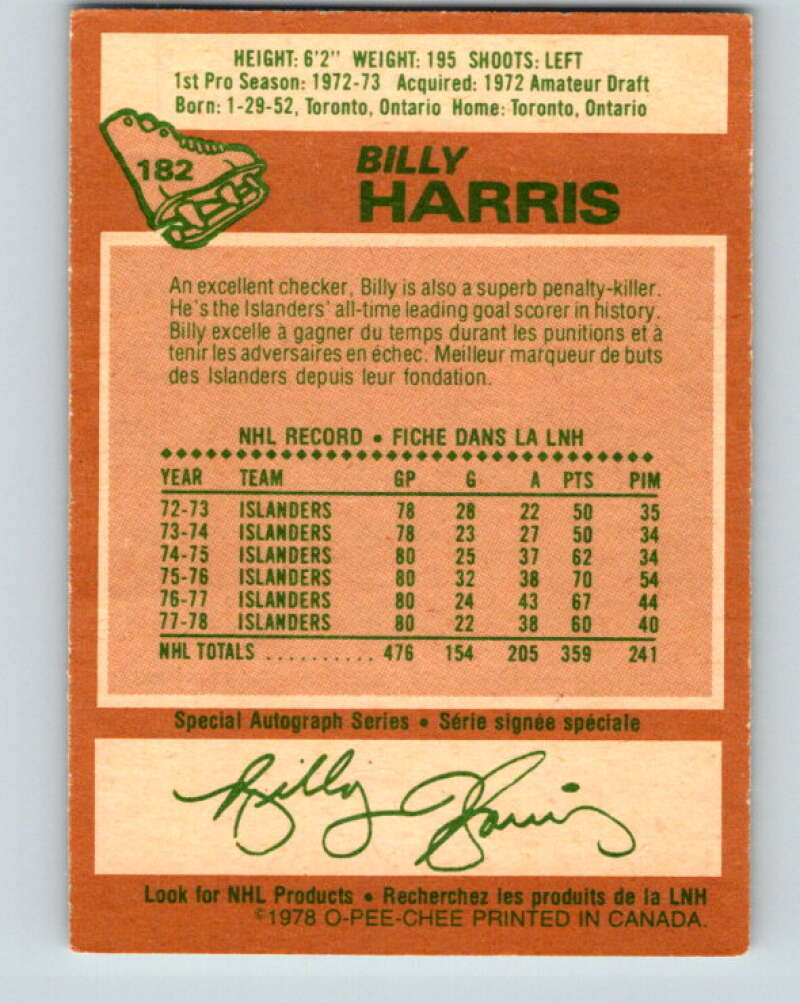 HEIGHT: 6'2" WEIGHT: 195 SHOOTS: LEFT
1st Pro Season: 1972-73 Acquired: 1972 Amateur Draft
Born: 1-29-52, Toronto, Ontario Home: Toronto, Ontario
182
BILLY
HARRIS
An excellent checker, Billy is also a superb penalty-killer.
He's the Islanders' all-time leading goal scorer in history.
Billy excelle à gagner du temps durant les punitions et à
tenir les adversaires en échec. Meilleur marqueur de buts
des Islanders depuis leur fondation.
NHL RECORD • FICHE DANS LA LNH
YEAR TEAM GP G A PTS PIM
72-73 ISLANDERS 78 28 22 50 35
73-74 ISLANDERS 78 23 27 50 34
74-75 ISLANDERS 80 25 37 62 34
75-76 ISLANDERS 80 32 38 70 54
76-77 ISLANDERS 80 24 43 67 44
77-78 ISLANDERS 80 22 38 60 40
NHL TOTALS .......... 476 154 205 359 241
Special Autograph Series • Série signée spéciale
Billy Harris
Look for NHL Products • Recherchez les produits de la LNH
©1978 O-PEE-CHEE PRINTED IN CANADA.